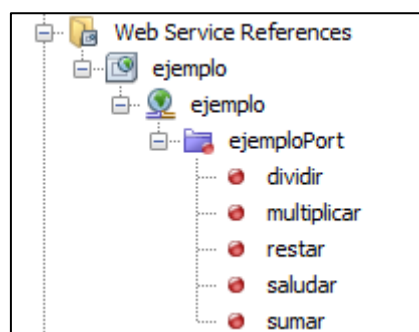 Web Service References
ejemplo
ejemplo
ejemploPort
dividir
multiplicar
restar
saludar
sumar